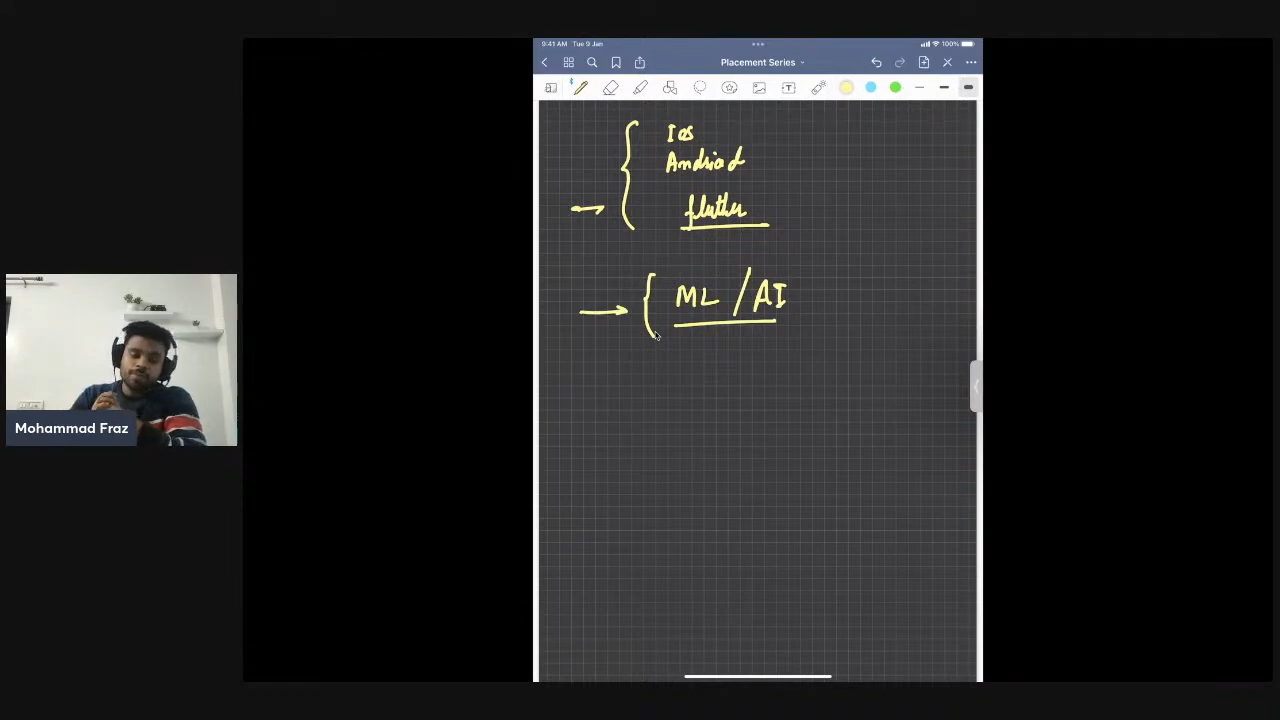 9:41 AM Tue 9 Jan
100%
Placement Series
T
Ios
Android
flutter
ML / AI
Mohammad Fraz